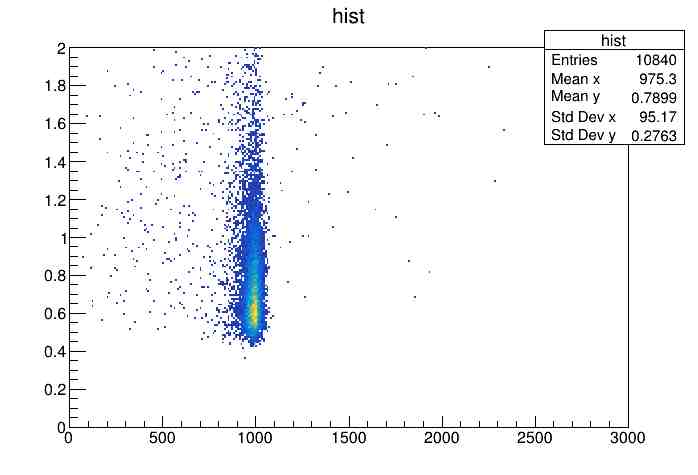 hist
hist
Entries 10840
Mean x 975.3
Mean y 0.7899
Std Dev x 95.17
Std Dev y 0.2763
2
1.8
1.6
1.4
1.2
1
0.8
0.6
0.4
0.2
0
0 500 1000 1500 2000 2500 3000